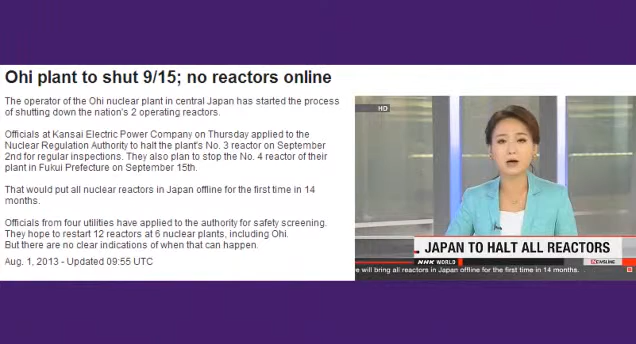 Ohi plant to shut 9/15; no reactors online
The operator of the Ohi nuclear plant in central Japan has started the process
of shutting down the nation's 2 operating reactors.
Officials at Kansai Electric Power Company on Thursday applied to the
Nuclear Regulation Authority to halt the plant's No. 3 reactor on September
2nd for regular inspections. They also plan to stop the No. 4 reactor of their
plant in Fukui Prefecture on September 15th.
That would put all nuclear reactors in Japan offline for the first time in 14
months.
Officials from four utilities have applied to the authority for safety screening.
They hope to restart 12 reactors at 6 nuclear plants, including Ohi.
But there are no clear indications of when that can happen.
Aug. 1, 2013 - Updated 09:55 UTC
HD
JAPAN TO HALT ALL REACTORS
NHK WORLD NEWSLINE
e will bring all reactors in Japan offline for the first time in 14 months.